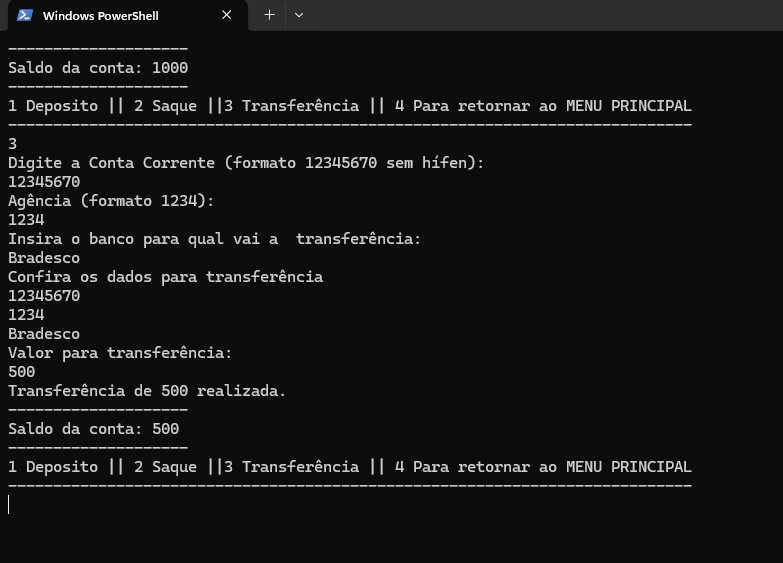 Windows PowerShell
--------------------
Saldo da conta: 1000
--------------------
1 Deposito || 2 Saque ||3 Transferência || 4 Para retornar ao MENU PRINCIPAL
----------------------------------------------------------------------------
3
Digite a Conta Corrente (formato 12345670 sem hífen):
12345670
Agência (formato 1234):
1234
Insira o banco para qual vai a  transferência:
Bradesco
Confira os dados para transferência
12345670
1234
Bradesco
Valor para transferência:
500
Transferência de 500 realizada.
--------------------
Saldo da conta: 500
--------------------
1 Deposito || 2 Saque ||3 Transferência || 4 Para retornar ao MENU PRINCIPAL
----------------------------------------------------------------------------